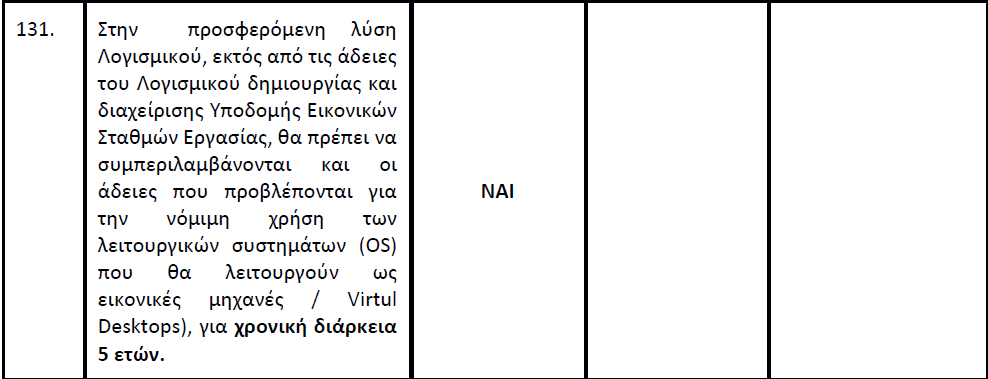 131.
Στην προσφερόμενη λύση
Λογισμικού, εκτός από τις άδειες
του Λογισμικού δημιουργίας και
διαχείρισης Υποδομής Εικονικών
Σταθμών Εργασίας, θα πρέπει να
συμπεριλαμβάνονται και οι
άδειες που προβλέπονται για
την νόμιμη χρήση των
λειτουργικών συστημάτων (OS)
που θα λειτουργούν ως
εικονικές μηχανές / Virtul
Desktops), για χρονική διάρκεια
5 ετών.
ΝΑΙ